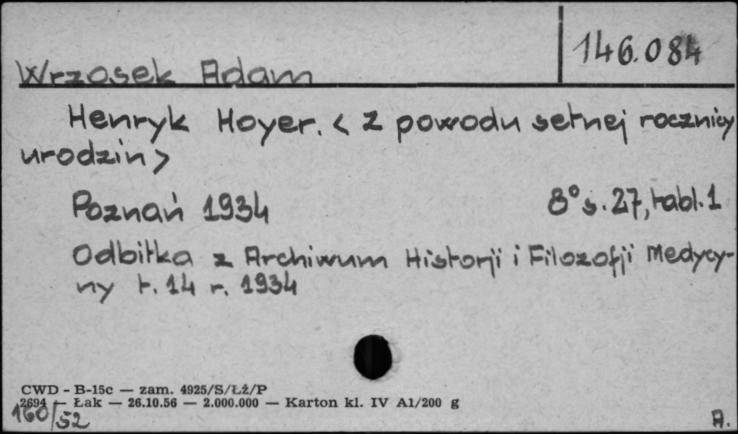 146.084
Wrzosek Adam
Henryk Hoyer. < Z powodu setnej rocznicy
urodzin >
Poznań 1934 8° s. 27, tabl. 1
Odbitka z Archiwum Historji i Filozofji Medycy-
ny t. 14 r. 1934
CWD - B-15c — zam. 4925/S/ŁŻ/P
2694 — Łak — 26.10.56 — 2.000.000 — Karton kl. IV A1/200 g
160/52 A.